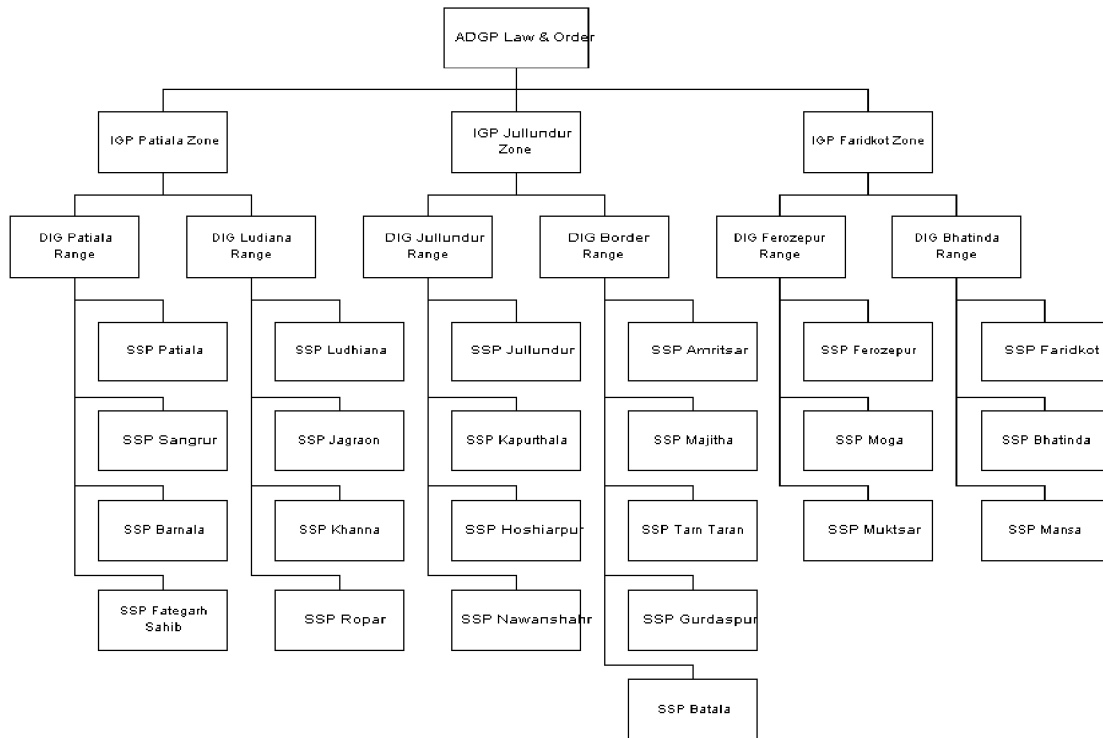 ADGP Law & Order
IGP Patiala Zone
IGP Jullundur
Zone
IGP Faridkot Zone
DIG Patiala
Range
DIG Ludiana
Range
DIG Jullundur
Range
DIG Border
Range
DIG Ferozepur
Range
DIG Bhatinda
Range
SSP Patiala
SSP Ludhiana
SSP Jullundur
SSP Amritsar
SSP Ferozepur
SSP Faridkot
SSP Sangrur
SSP Jagraon
SSP Kapurthala
SSP Majitha
SSP Moga
SSP Bhatinda
SSP Barnala
SSP Khanna
SSP Hoshiarpur
SSP Tarn Taran
SSP Muktsar
SSP Mansa
SSP Fategarh
Sahib
SSP Ropar
SSP Nawanshahr
SSP Gurdaspur
SSP Batala